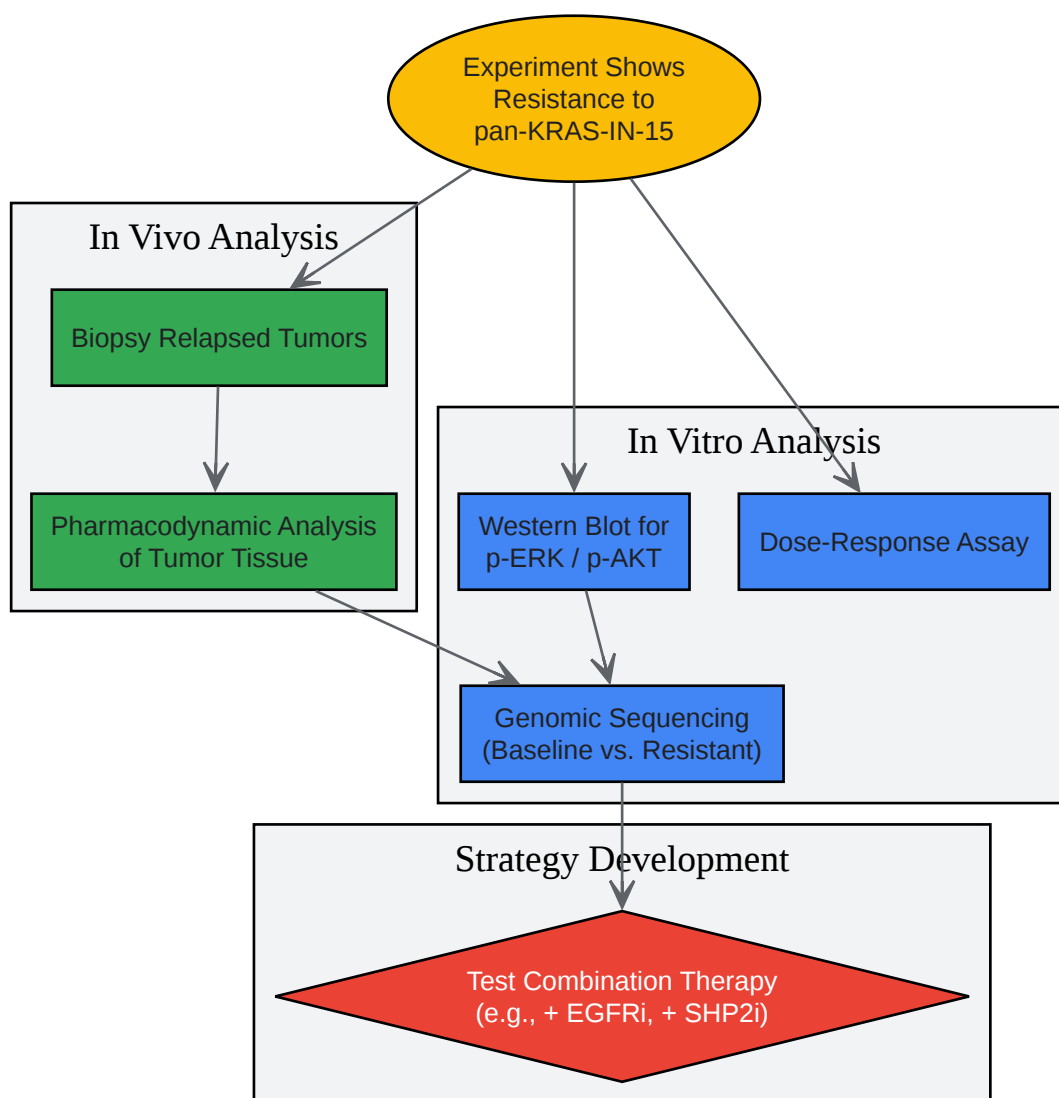 Experiment Shows
Resistance to
pan-KRAS-IN-15
In Vivo Analysis
Biopsy Relapsed Tumors
Pharmacodynamic Analysis
of Tumor Tissue
In Vitro Analysis
Western Blot for
p-ERK / p-AKT
Dose-Response Assay
Genomic Sequencing
(Baseline vs. Resistant)
Strategy Development
Test Combination Therapy
(e.g., + EGFRi, + SHP2i)